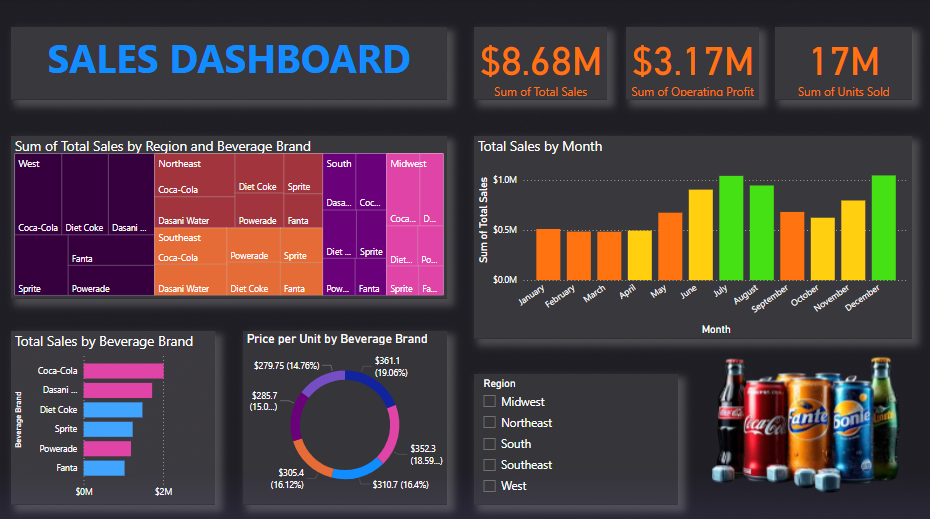 SALES DASHBOARD
$8.68M
Sum of Total Sales
$3.17M
Sum of Operating Profit
17M
Sum of Units Sold
Sum of Total Sales by Region and Beverage Brand
West
Coca-Cola
Diet Coke
Dasani ...
Sprite
Fanta
Powerade
Northeast
Coca-Cola
Dasani Water
Diet Coke
Sprite
Powerade
Fanta
Southeast
Coca-Cola
Dasani Water
Powerade
Sprite
Diet Coke
Fanta
South
Dasa...
Coc...
Diet ...
Sprite
Pow...
Fanta
Midwest
Coca...
D...
Diet...
Po...
Sprite
Fa...
Total Sales by Month
Sum of Total Sales
$1.0M
$0.5M
$0.0M
January
February
March
April
May
June
July
August
September
October
November
December
Month
Total Sales by Beverage Brand
Beverage Brand
Coca-Cola
Dasani ...
Diet Coke
Sprite
Powerade
Fanta
$0M
$2M
Price per Unit by Beverage Brand
$279.75 (14.76%)
$361.1
(19.06%)
$285.7
(15.0...)
$352.3
(18.59...)
$305.4
(16.12%)
$310.7 (16.4%)
Region
Midwest
Northeast
South
Southeast
West
Coca-Cola
Fante
Sonie